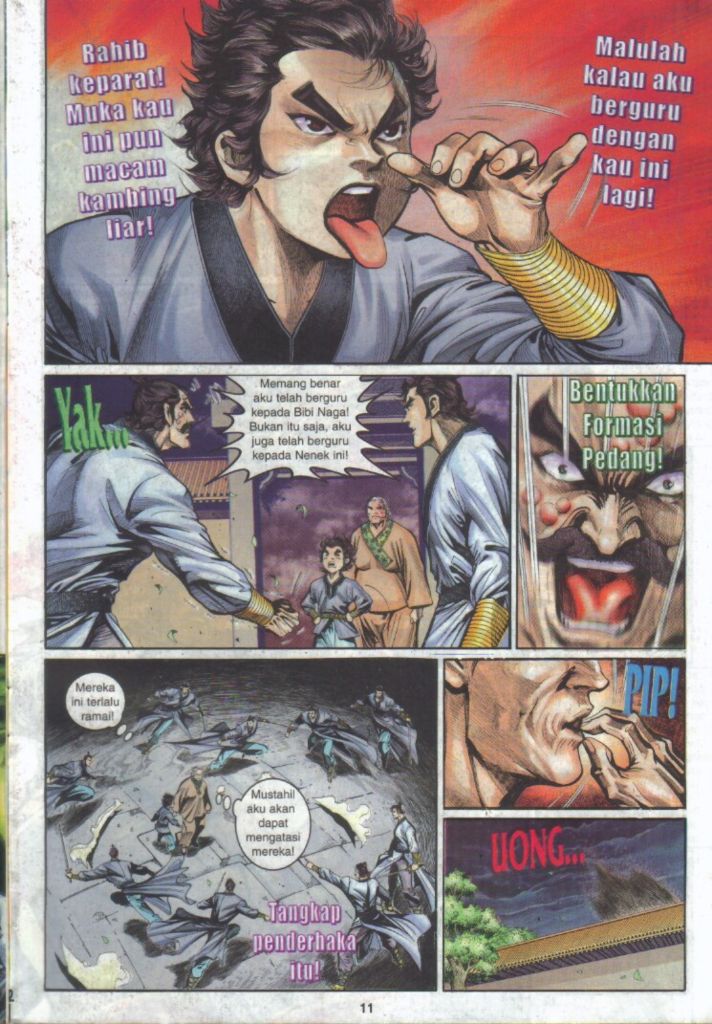 Rahib
keparat!
Muka kau
ini pun
macam
kambing
liar!
Malulah
kalau aku
berguru
dengan
kau ini
lagi!
Yak...
Memang benar
aku telah berguru
kepada Bibi Naga!
Bukan itu saja, aku
juga telah berguru
kepada Nenek ini!
Bentukkan
Formasi
Pedang!
Mereka
ini terlalu
ramai!
Mustahil
aku akan
dapat
mengatasi
mereka!
Tangkap
penderhaka
itu!
PIP!
UONG...
11
2